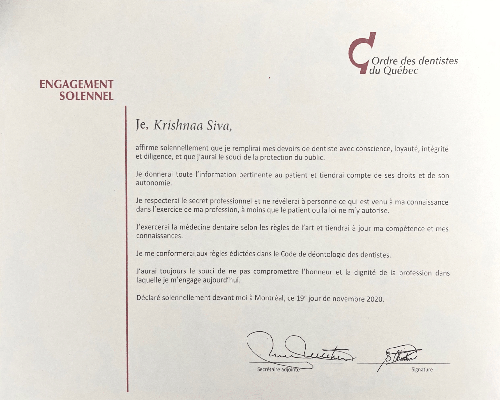 Ordre des dentistes
du Québec
ENGAGEMENT
SOLENNEL
Je, Krishnaa Siva,
affirme solennellement que je remplirai mes devoirs de dentiste avec conscience, loyauté, intégrité
et diligence, et que j'aurai le souci de la protection du public.
Je donnerai toute l'information pertinente au patient et tiendrai compte de ses droits et de son
autonomie.
Je respecterai le secret professionnel et ne révélerai à personne ce qui est venu à ma connaissance
dans l'exercice de ma profession, à moins que le patient ou la loi ne m'y autorise.
J'exercerai la médecine dentaire selon les règles de l'art et tiendrai à jour ma compétence et mes
connaissances.
Je me conformerai aux règles édictées dans le Code de déontologie des dentistes.
J'aurai toujours le souci de ne pas compromettre l'honneur et la dignité de la profession dans
laquelle je m'engage aujourd'hui.
Déclaré solennellement devant moi à Montréal, ce 19e jour de novembre 2020.
Secrétaire adjointe
Signature